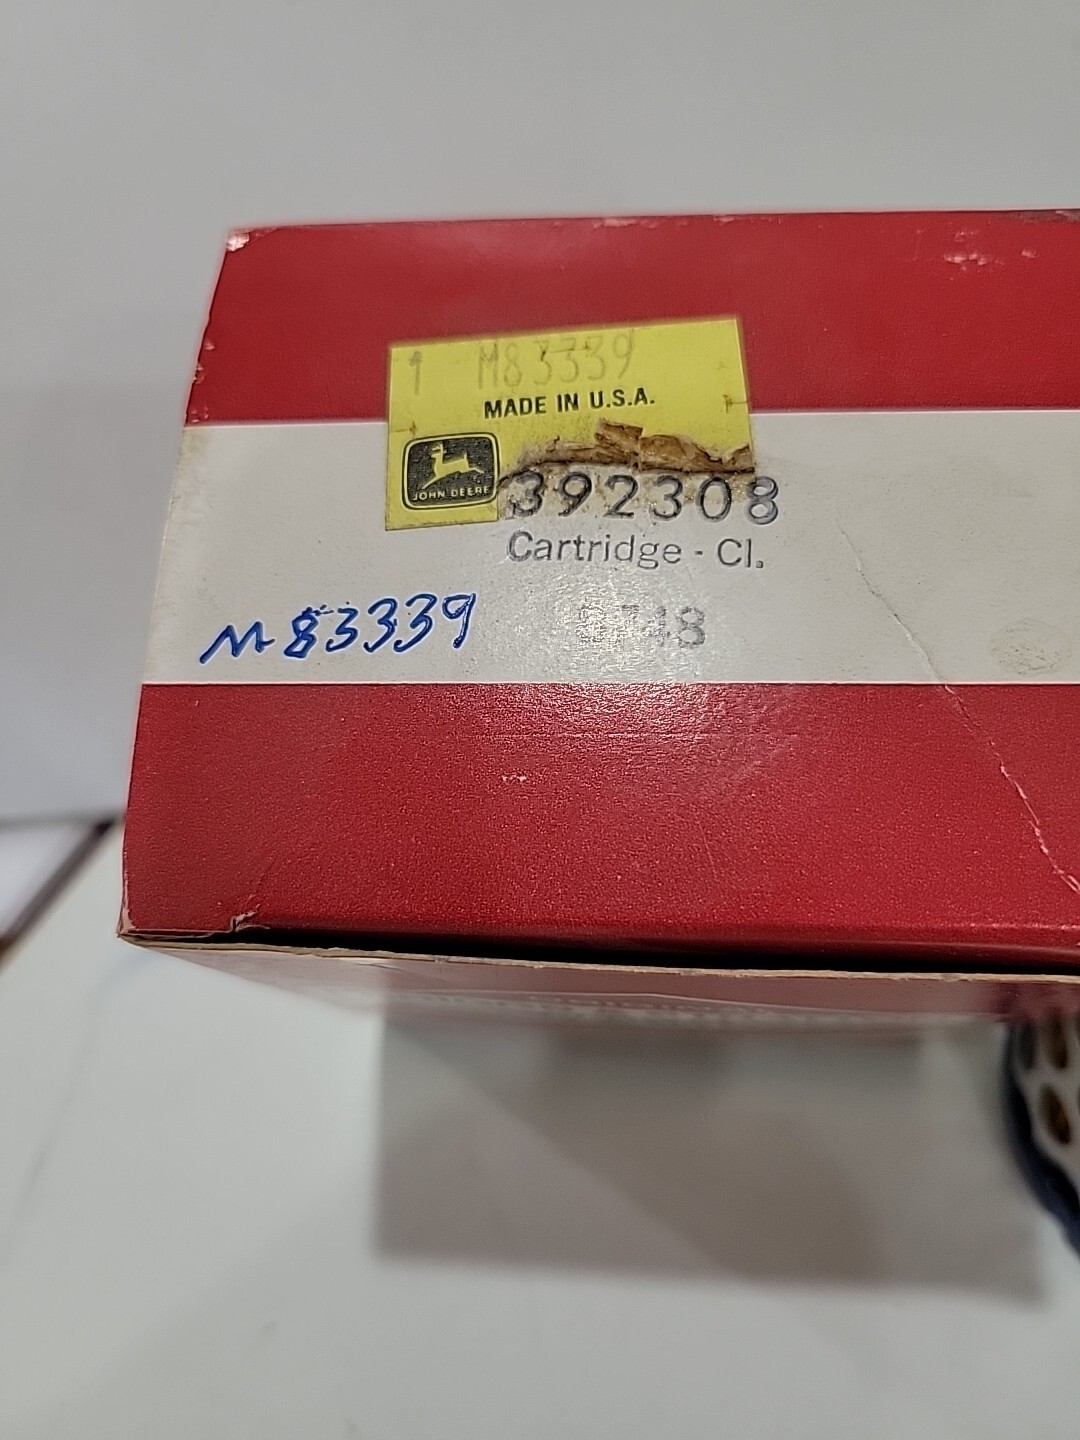 1 M83339
MADE IN U.S.A.
JOHN DEERE
392308
Cartridge - Cl.
M83339